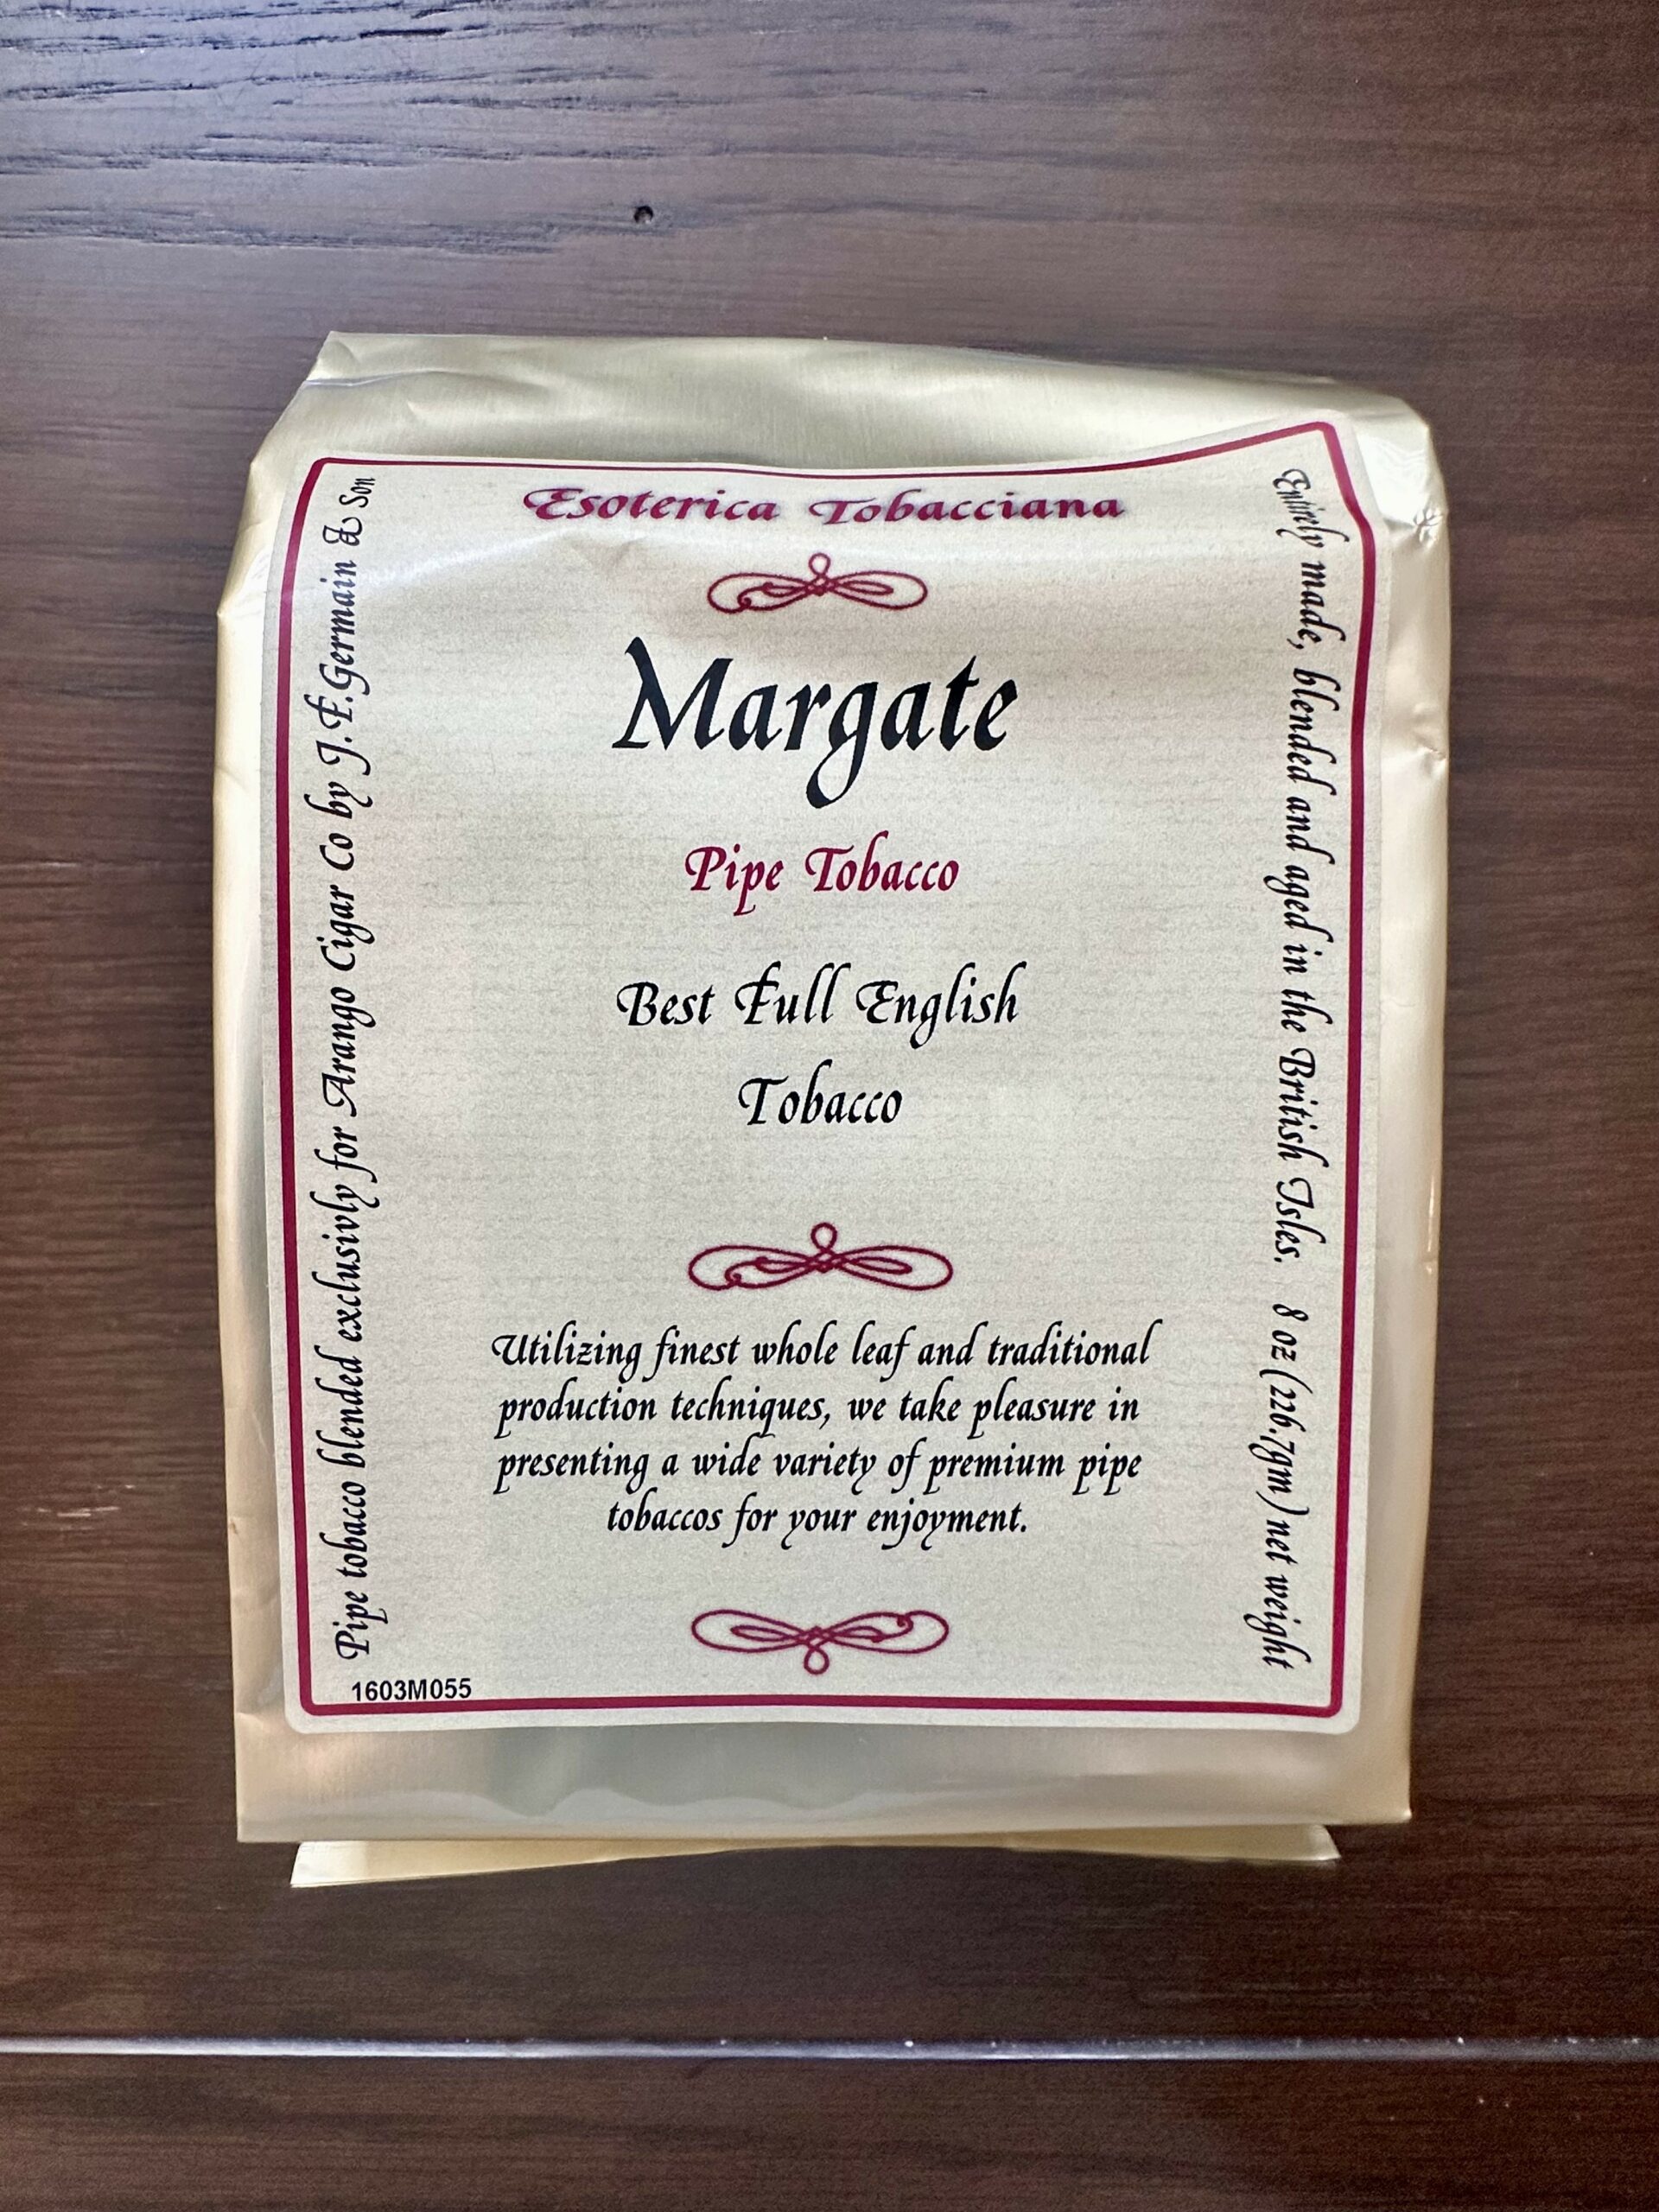 Esoterica Tobacciana
Margate
Pipe Tobacco
Best Full English
Tobacco
Utilizing finest whole leaf and traditional
production techniques, we take pleasure in
presenting a wide variety of premium pipe
tobaccos for your enjoyment.
Pipe tobacco blended exclusivly for Arango Cigar Co by J.F.Germain & Son
Entirely made, blended and aged in the British Isles. 8 oz (226.7gm) net weight
1603M055